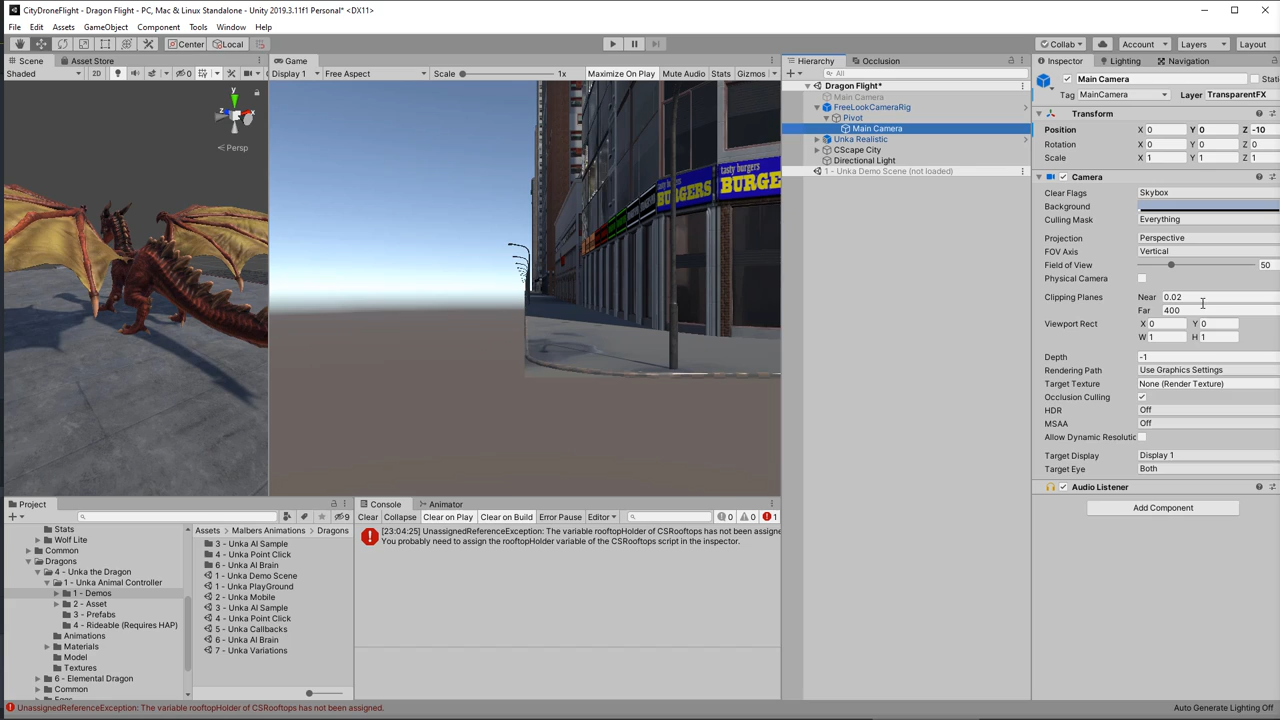 CityDroneFlight - Dragon Flight - PC, Mac & Linux Standalone - Unity 2019.3.11f1 Personal* <DX11>
File Edit Assets GameObject Component Tools Window Help
Center Local Collab Account Layers Layout
Scene Asset Store
Shaded 2D 0
y
z x
Persp
Game
Display 1 Free Aspect Scale 1x Maximize On Play Mute Audio Stats Gizmos
tasty burgers
BURGERS
tasty burgers
BURGE
Hierarchy Occlusion
All
Dragon Flight*
Main Camera
FreeLookCameraRig
Pivot
Main Camera
Unka Realistic
CScape City
Directional Light
1 - Unka Demo Scene (not loaded)
Inspector Lighting Navigation
Main Camera Stati
Tag MainCamera Layer TransparentFX
Transform
Position X 0 Y 0 Z -10
Rotation X 0 Y 0 Z 0
Scale X 1 Y 1 Z 1
Camera
Clear Flags Skybox
Background
Culling Mask Everything
Projection Perspective
FOV Axis Vertical
Field of View 50
Physical Camera
Clipping Planes Near 0.02
Far 400
Viewport Rect X 0 Y 0
W 1 H 1
Depth -1
Rendering Path Use Graphics Settings
Target Texture None (Render Texture)
Occlusion Culling
HDR Off
MSAA Off
Allow Dynamic Resolutic
Target Display Display 1
Target Eye Both
Audio Listener
Add Component
Project
9
Stats
Wolf Lite
Common
Dragons
4 - Unka the Dragon
1 - Unka Animal Controller
1 - Demos
2 - Asset
3 - Prefabs
4 - Rideable (Requires HAP)
Animations
Materials
Model
Textures
6 - Elemental Dragon
Common
Eggs
Assets Malbers Animations Dragons
3 - Unka AI Sample
4 - Unka Point Click
6 - Unka AI Brain
1 - Unka Demo Scene
1 - Unka PlayGround
2 - Unka Mobile
3 - Unka AI Sample
4 - Unka Point Click
5 - Unka Callbacks
6 - Unka AI Brain
7 - Unka Variations
Console Animator
Clear Collapse Clear on Play Clear on Build Error Pause Editor 0 0 1
[23:04:25] UnassignedReferenceException: The variable rooftopHolder of CSRooftops has not been assigne
You probably need to assign the rooftopHolder variable of the CSRooftops script in the inspector.
UnassignedReferenceException: The variable rooftopHolder of CSRooftops has not been assigned.
Auto Generate Lighting Off